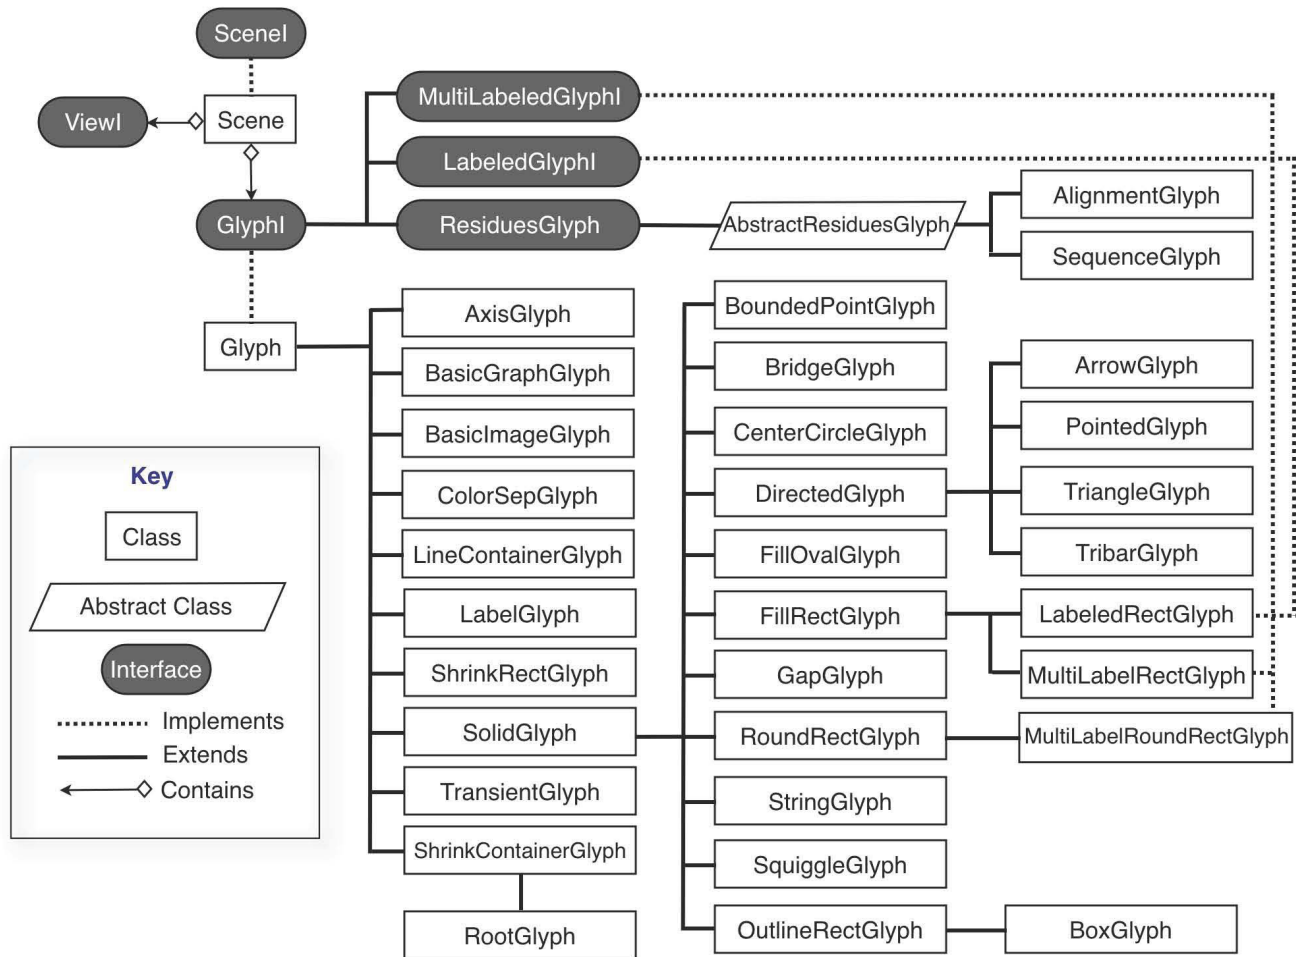 SceneI
ViewI
Scene
GlyphI
Glyph
MultiLabeledGlyphI
LabeledGlyphI
ResiduesGlyph
AbstractResiduesGlyph
AlignmentGlyph
SequenceGlyph
AxisGlyph
BasicGraphGlyph
BasicImageGlyph
ColorSepGlyph
LineContainerGlyph
LabelGlyph
ShrinkRectGlyph
SolidGlyph
TransientGlyph
ShrinkContainerGlyph
RootGlyph
BoundedPointGlyph
BridgeGlyph
CenterCircleGlyph
DirectedGlyph
FillOvalGlyph
FillRectGlyph
GapGlyph
RoundRectGlyph
StringGlyph
SquiggleGlyph
OutlineRectGlyph
ArrowGlyph
PointedGlyph
TriangleGlyph
TribarGlyph
LabeledRectGlyph
MultiLabelRectGlyph
MultiLabelRoundRectGlyph
BoxGlyph
Key
Class
Abstract Class
Interface
Implements
Extends
Contains